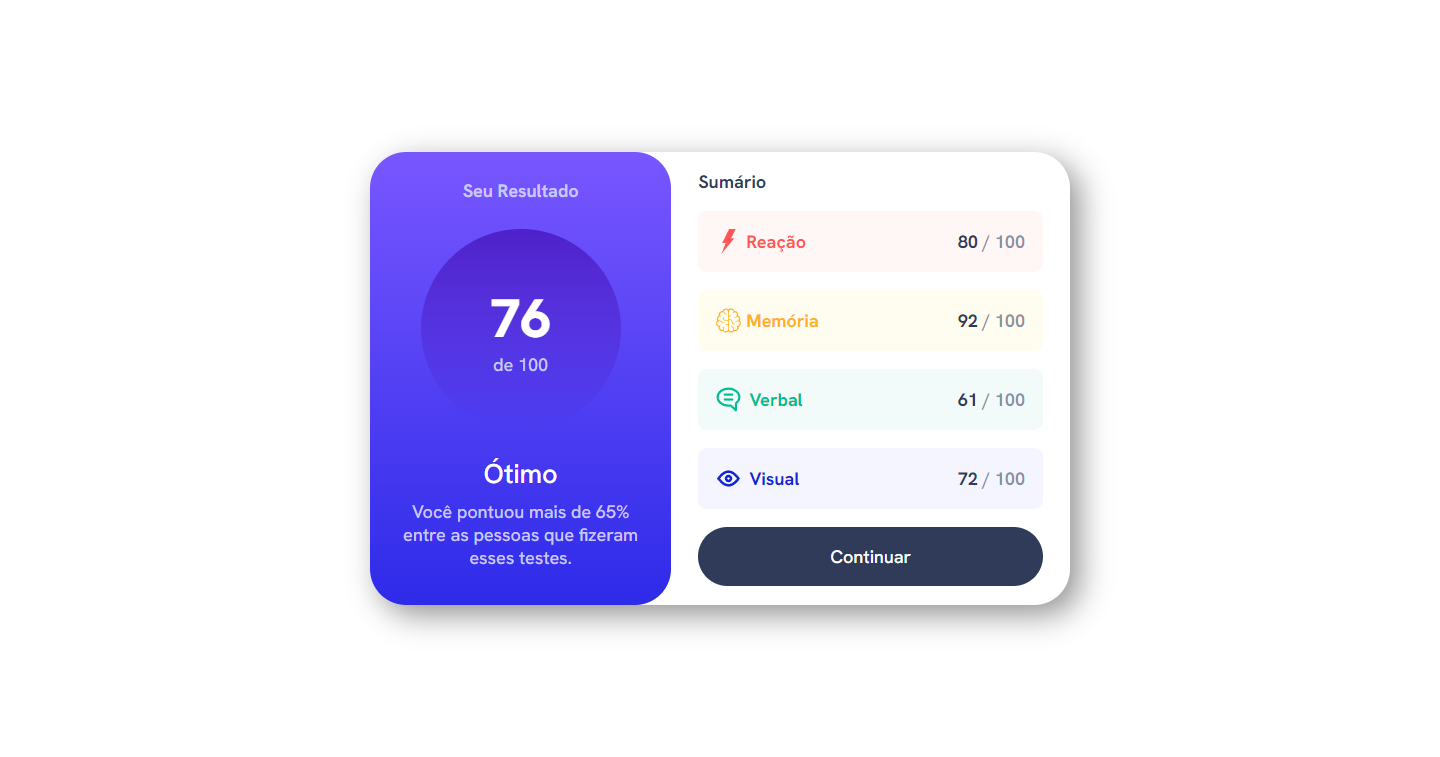 Seu Resultado
76
de 100
Ótimo
Você pontuou mais de 65%
entre as pessoas que fizeram
esses testes.
Sumário
Reação 80 / 100
Memória 92 / 100
Verbal 61 / 100
Visual 72 / 100
Continuar